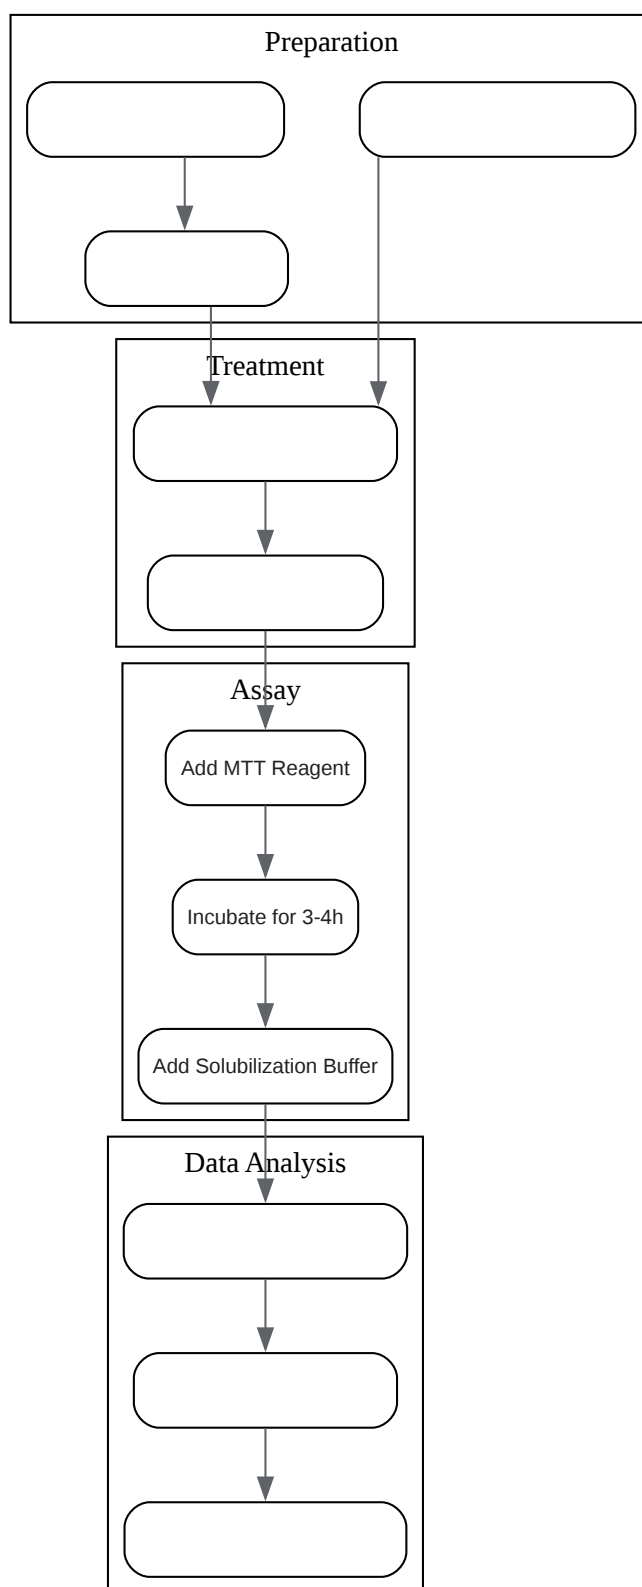 Preparation
Treatment
Assay
Add MTT Reagent
Incubate for 3-4h
Add Solubilization Buffer
Data Analysis